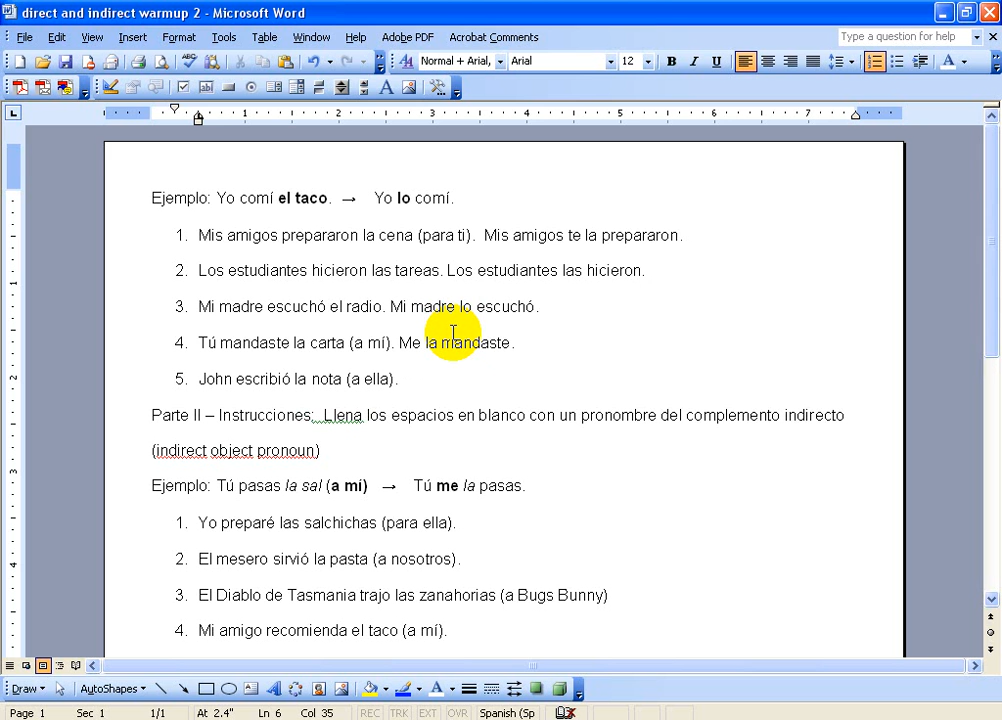 direct and indirect warmup 2 - Microsoft Word
File Edit View Insert Format Tools Table Window Help Adobe PDF Acrobat Comments Type a question for help
Normal + Arial, Arial 12 B I U
1 2 3 4 5 6 7
Ejemplo: Yo comí el taco. → Yo lo comí.
1. Mis amigos prepararon la cena (para ti). Mis amigos te la prepararon.
2. Los estudiantes hicieron las tareas. Los estudiantes las hicieron.
3. Mi madre escuchó el radio. Mi madre lo escuchó.
4. Tú mandaste la carta (a mí). Me la mandaste.
5. John escribió la nota (a ella).
Parte II – Instrucciones: Llena los espacios en blanco con un pronombre del complemento indirecto
(indirect object pronoun)
Ejemplo: Tú pasas la sal (a mí) → Tú me la pasas.
1. Yo preparé las salchichas (para ella).
2. El mesero sirvió la pasta (a nosotros).
3. El Diablo de Tasmania trajo las zanahorias (a Bugs Bunny)
4. Mi amigo recomienda el taco (a mí).
Draw AutoShapes
Page 1 Sec 1 1/1 At 2.4" Ln 6 Col 35 REC TRK EXT OVR Spanish (Sp